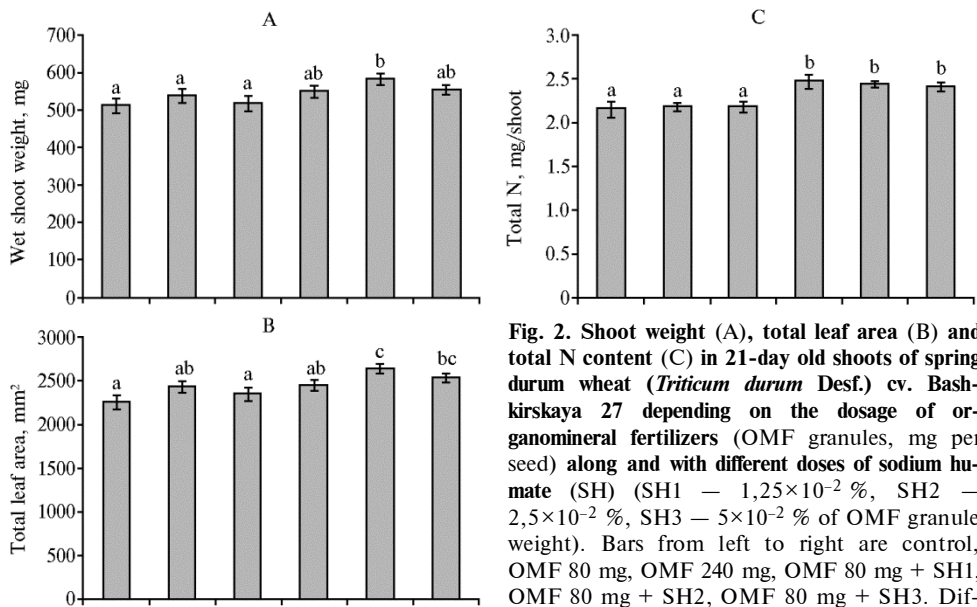 A
700
600
500
400
300
200
100
0
Wet shoot weight, mg
a a a ab b ab
B
3000
2500
2000
1500
1000
500
0
Total leaf area, mm²
a ab a ab c bc
C
3.0
2.5
2.0
1.5
1.0
0.5
0
Total N, mg/shoot
a a a b b b
Fig. 2. Shoot weight (A), total leaf area (B) and
total N content (C) in 21-day old shoots of spring
durum wheat (Triticum durum Desf.) cv. Bash-
kirskaya 27 depending on the dosage of or-
ganomineral fertilizers (OMF granules, mg per
seed) along and with different doses of sodium hu-
mate (SH) (SH1 — 1,25×10⁻² %, SH2 —
2,5×10⁻² %, SH3 — 5×10⁻² % of OMF granule
weight). Bars from left to right are control,
OMF 80 mg, OMF 240 mg, OMF 80 mg + SH1,
OMF 80 mg + SH2, OMF 80 mg + SH3. Dif-